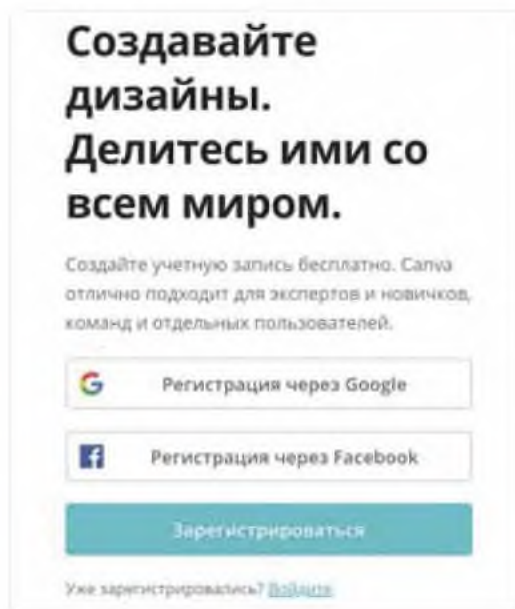 Создавайте
дизайны.
Делитесь ими со
всем миром.
Создайте учетную запись бесплатно. Canva
отлично подходит для экспертов и новичков,
команд и отдельных пользователей.
Регистрация через Google
Регистрация через Facebook
Зарегистрироваться
Уже зарегистрировались? Войдите